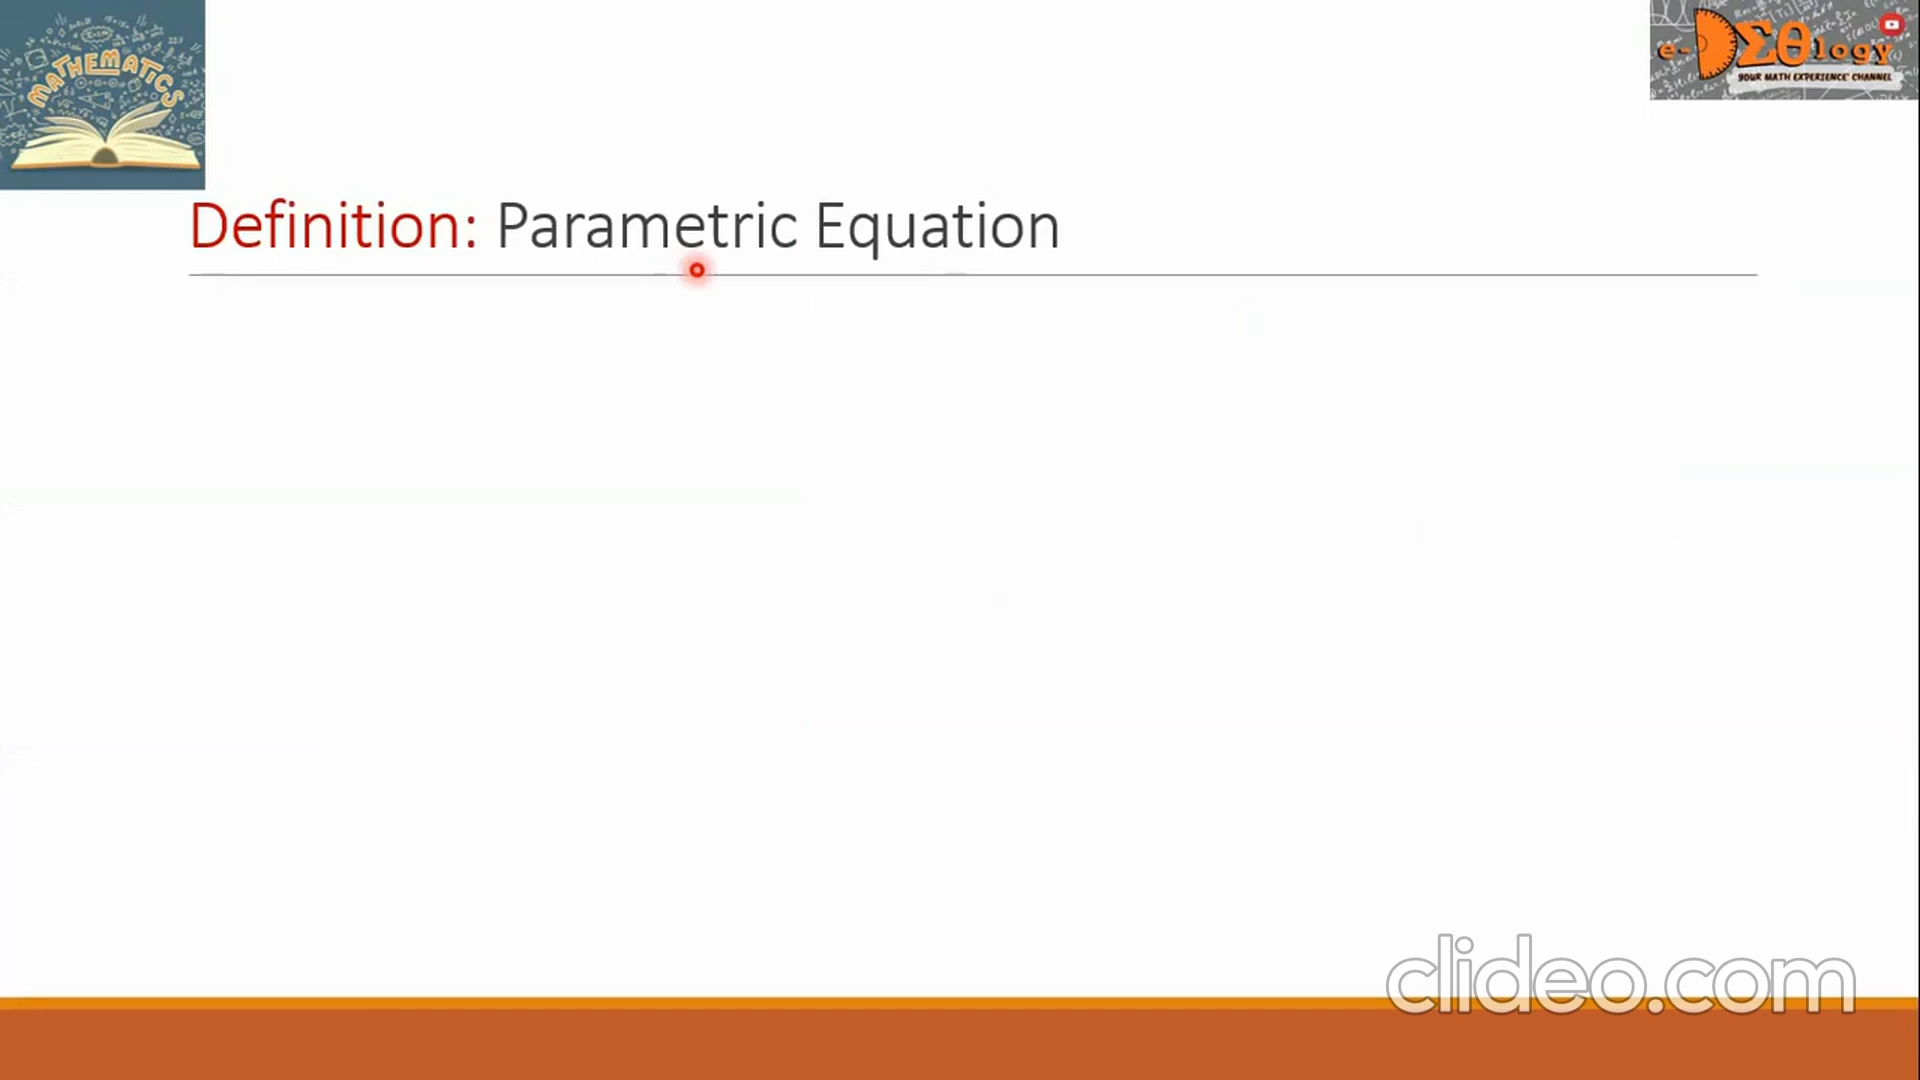 MATHEMATICS
e-DΣθlogy
YOUR MATH EXPERIENCE CHANNEL
Definition: Parametric Equation
clideo.com